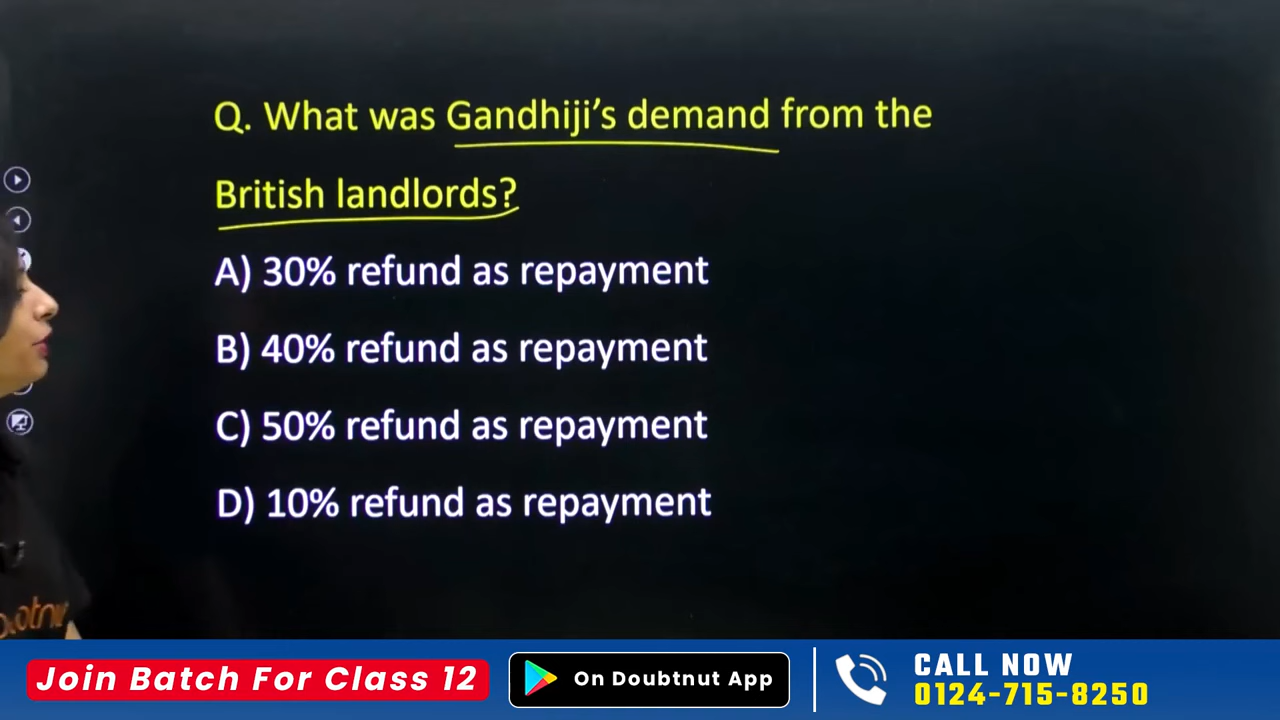 Q. What was Gandhiji’s demand from the
British landlords?
A) 30% refund as repayment
B) 40% refund as repayment
C) 50% refund as repayment
D) 10% refund as repayment
Join Batch For Class 12
On Doubtnut App
CALL NOW
0124-715-8250